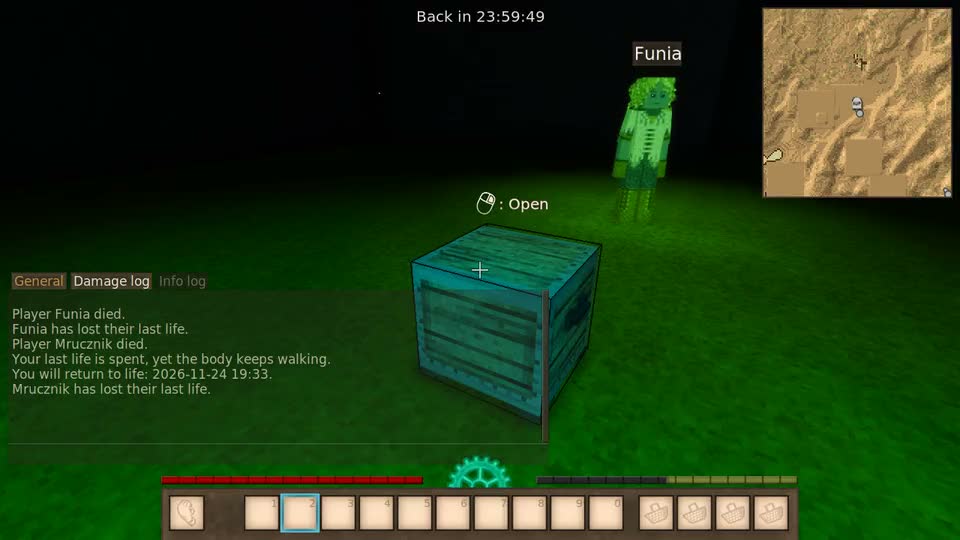 Back in 23:59:49
Funia
: Open
General Damage log Info log
Player Funia died.
Funia has lost their last life.
Player Mrucznik died.
Your last life is spent, yet the body keeps walking.
You will return to life: 2026-11-24 19:33.
Mrucznik has lost their last life.
1 2 3 4 5 6 7 8 9 0